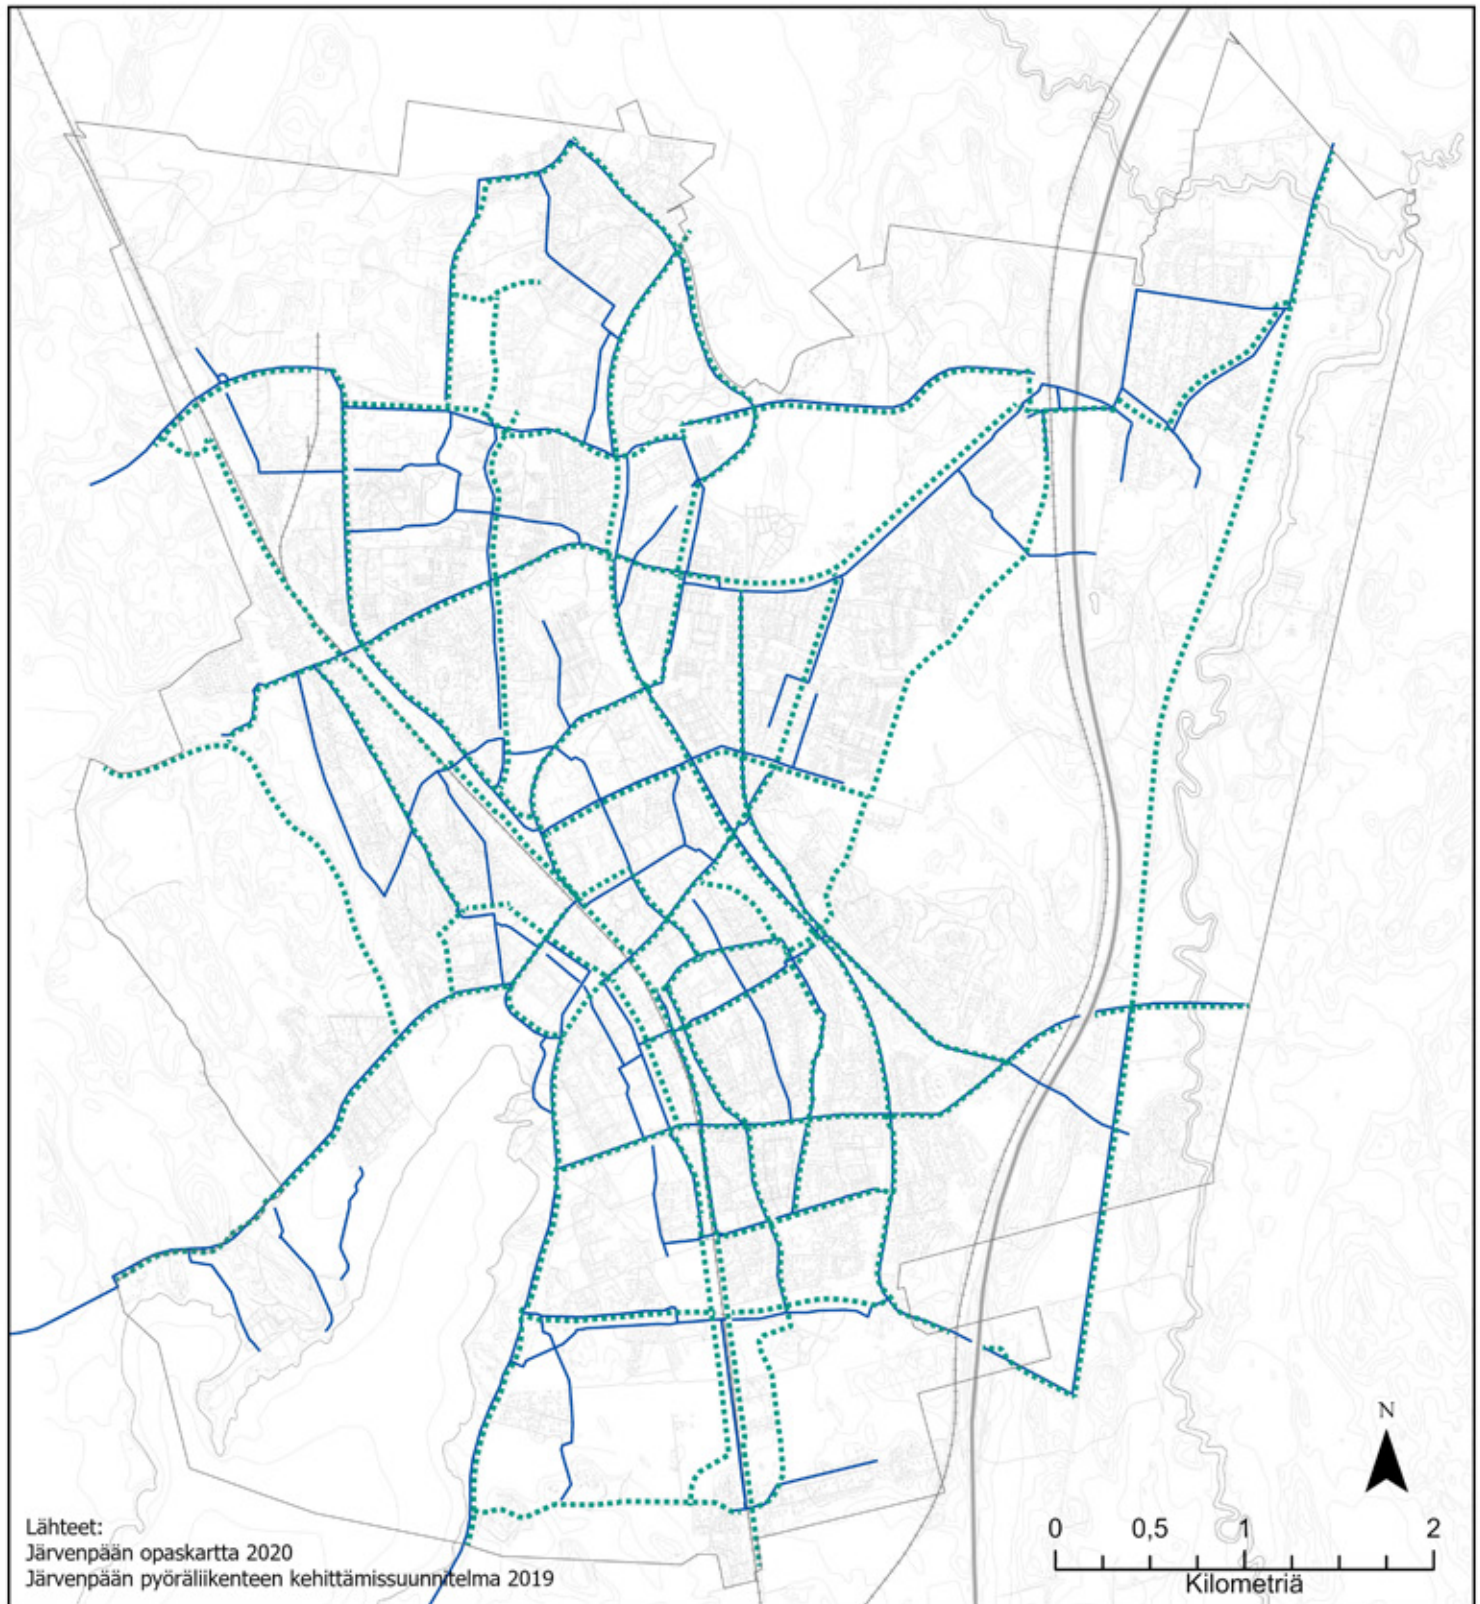 Lähteet:
Järvenpään opaskartta 2020
Järvenpään pyöräliikenteen kehittämissuunnitelma 2019
N
0 0,5 1 2
Kilometriä